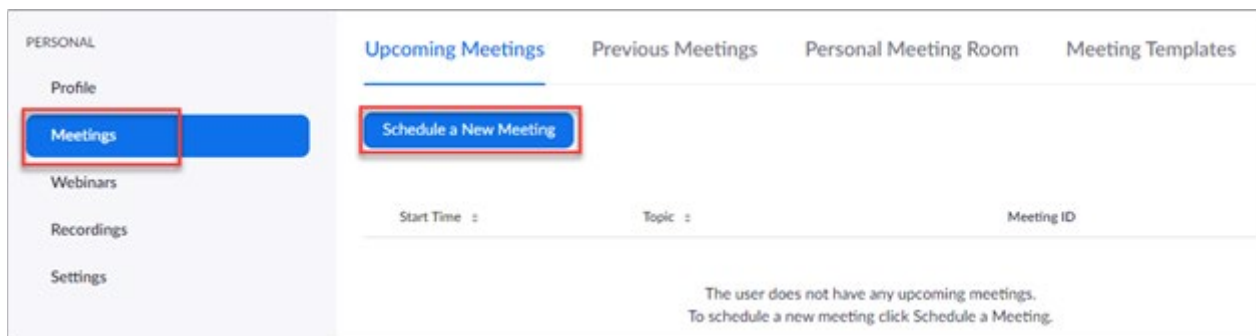 PERSONAL
Profile
Meetings
Webinars
Recordings
Settings
Upcoming Meetings Previous Meetings Personal Meeting Room Meeting Templates
Schedule a New Meeting
Start Time Topic Meeting ID
The user does not have any upcoming meetings.
To schedule a new meeting click Schedule a Meeting.